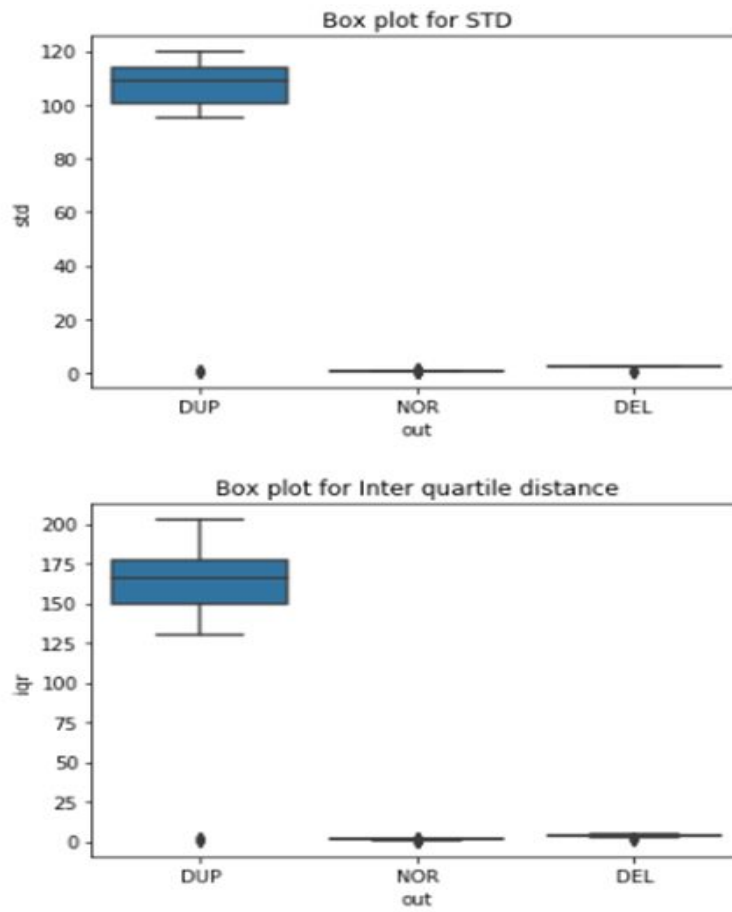 Box plot for STD
120
100
80
60
40
20
0
std
DUP NOR DEL
out
Box plot for Inter quartile distance
200
175
150
125
100
75
50
25
0
iqr
DUP NOR DEL
out